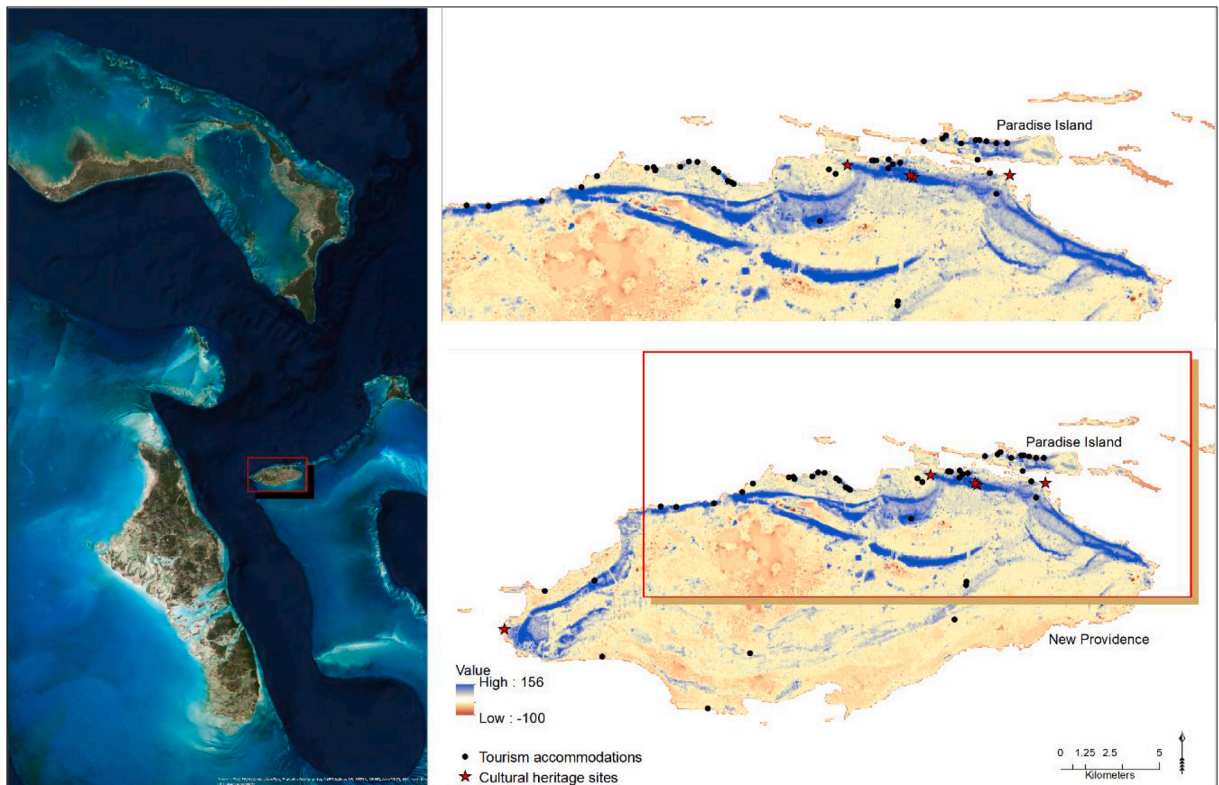 Paradise Island
Paradise Island
New Providence
Value
High : 156
Low : -100
Tourism accommodations
Cultural heritage sites
0 1.25 2.5 5
Kilometers